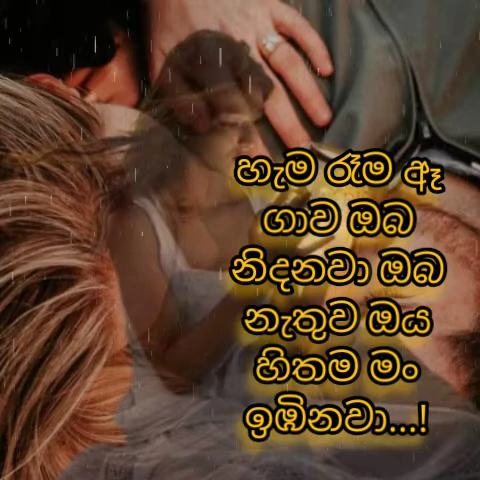 හැම රෑම ඈ
ගාව ඔබ
නිදනවා ඔබ
නැතුව ඔය
හිතම මං
ඉඹිනවා...!